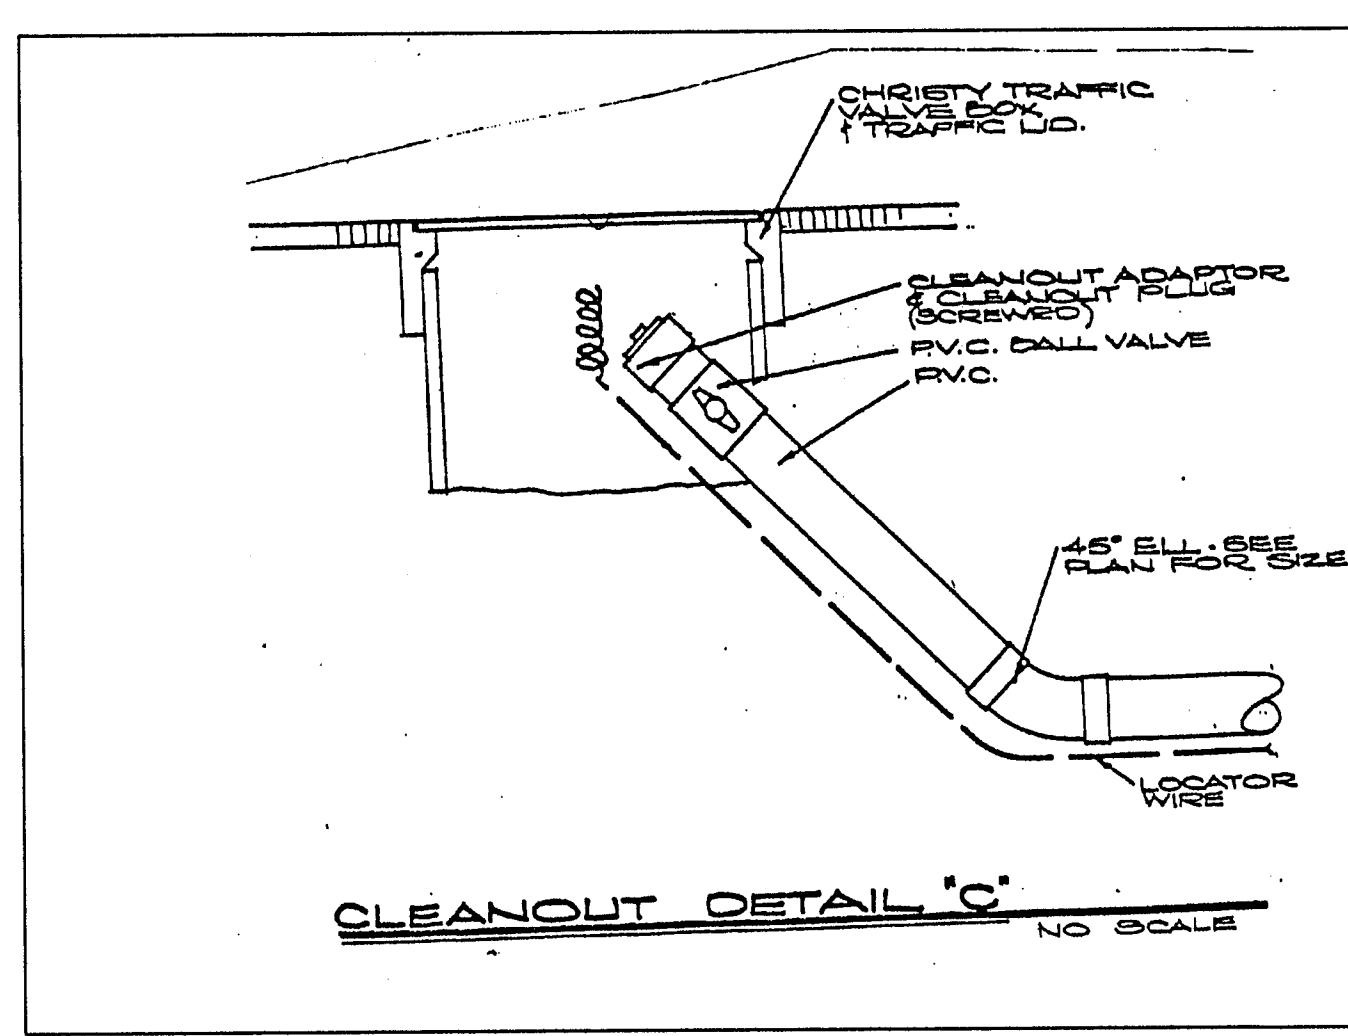 CHRISTY TRAFFIC
VALVE BOX
& TRAFFIC LID.
CLEANOUT ADAPTOR
& CLEANOUT PLUG
(SCREWED)
P.V.C. BALL VALVE
P.V.C.
45° ELL. SEE
PLAN FOR SIZE
LOCATOR
WIRE
CLEANOUT DETAIL "C"
NO SCALE